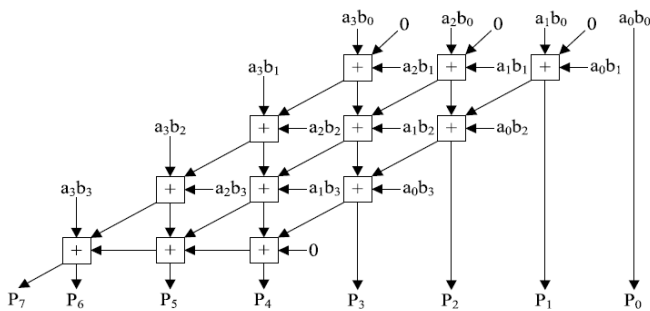 a₃b₀ 0 a₂b₀ 0 a₁b₀ 0 a₀b₀
a₃b₁ + a₂b₁ + a₁b₁ + a₀b₁
a₃b₂ + a₂b₂ + a₁b₂ + a₀b₂
a₃b₃ + a₂b₃ + a₁b₃ + a₀b₃
+ + + 0
P₇ P₆ P₅ P₄ P₃ P₂ P₁ P₀